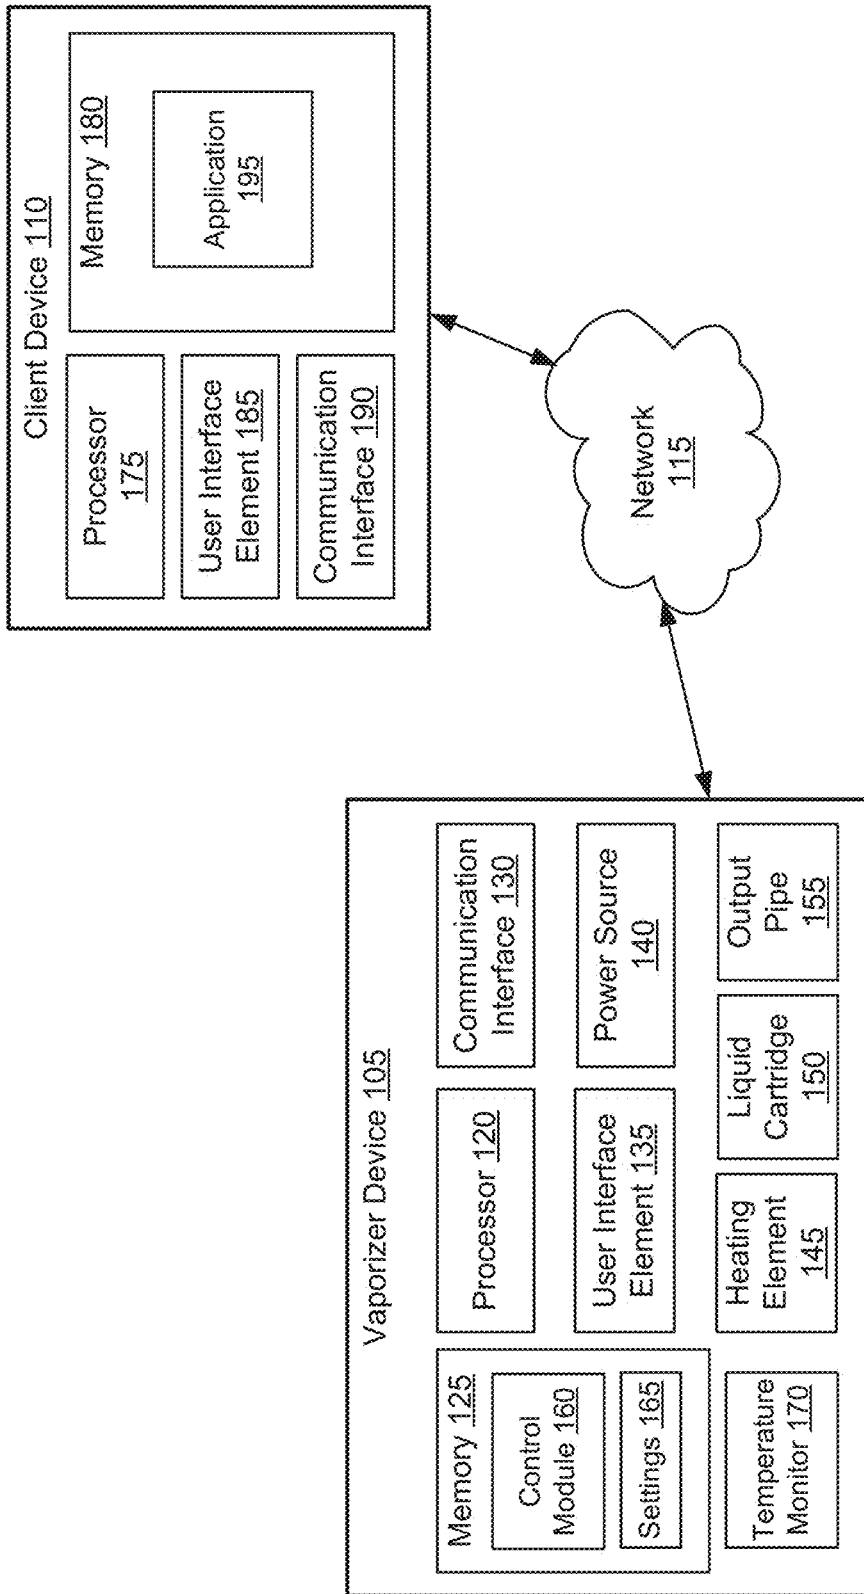 Client Device 110
Processor
175
User Interface
Element 185
Communication
Interface 190
Memory 180
Application
195
Network
115
Vaporizer Device 105
Memory 125
Control
Module 160
Settings 165
Temperature
Monitor 170
Processor 120
Communication
Interface 130
User Interface
Element 135
Power Source
140
Heating
Element
145
Liquid
Cartridge
150
Output
Pipe
155